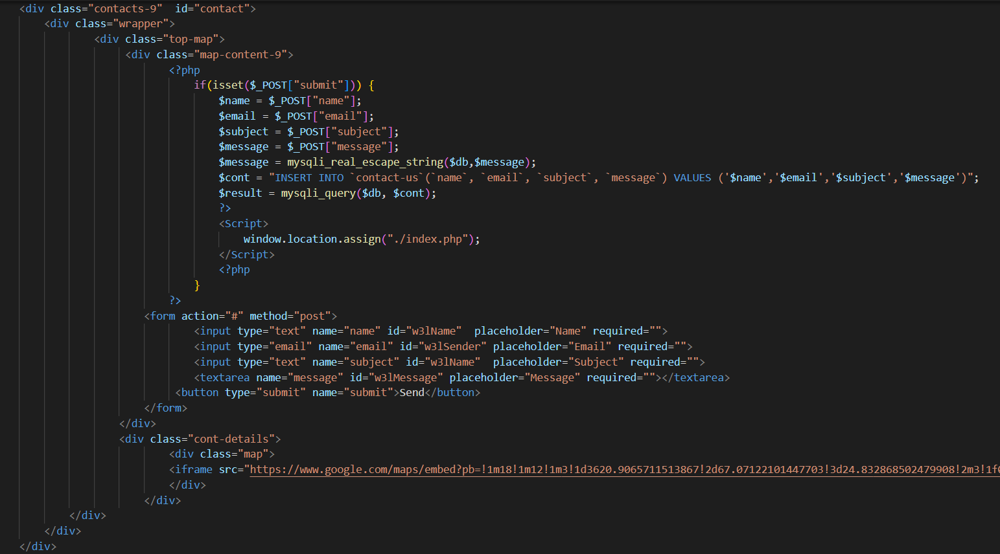 <div class="contacts-9"  id="contact">
<div class="wrapper">
<div class="top-map">
<div class="map-content-9">
<?php
if(isset($_POST["submit"])) {
$name = $_POST["name"];
$email = $_POST["email"];
$subject = $_POST["subject"];
$message = $_POST["message"];
$message = mysqli_real_escape_string($db,$message);
$cont = "INSERT INTO `contact-us`(`name`, `email`, `subject`, `message`) VALUES ('$name','$email','$subject','$message')";
$result = mysqli_query($db, $cont);
?>
<Script>
window.location.assign("./index.php");
</Script>
<?php
}
?>
<form action="#" method="post">
<input type="text" name="name" id="w3lName"  placeholder="Name" required="">
<input type="email" name="email" id="w3lSender" placeholder="Email" required="">
<input type="text" name="subject" id="w3lName"  placeholder="Subject" required="">
<textarea name="message" id="w3lMessage" placeholder="Message" required=""></textarea>
<button type="submit" name="submit">Send</button>
</form>
</div>
<div class="cont-details">
<div class="map">
<iframe src="https://www.google.com/maps/embed?pb=!1m18!1m12!1m3!1d3620.9065711513867!2d67.07122101447703!3d24.832868502479908!2m3!1f
</div>
</div>
</div>
</div>
</div>